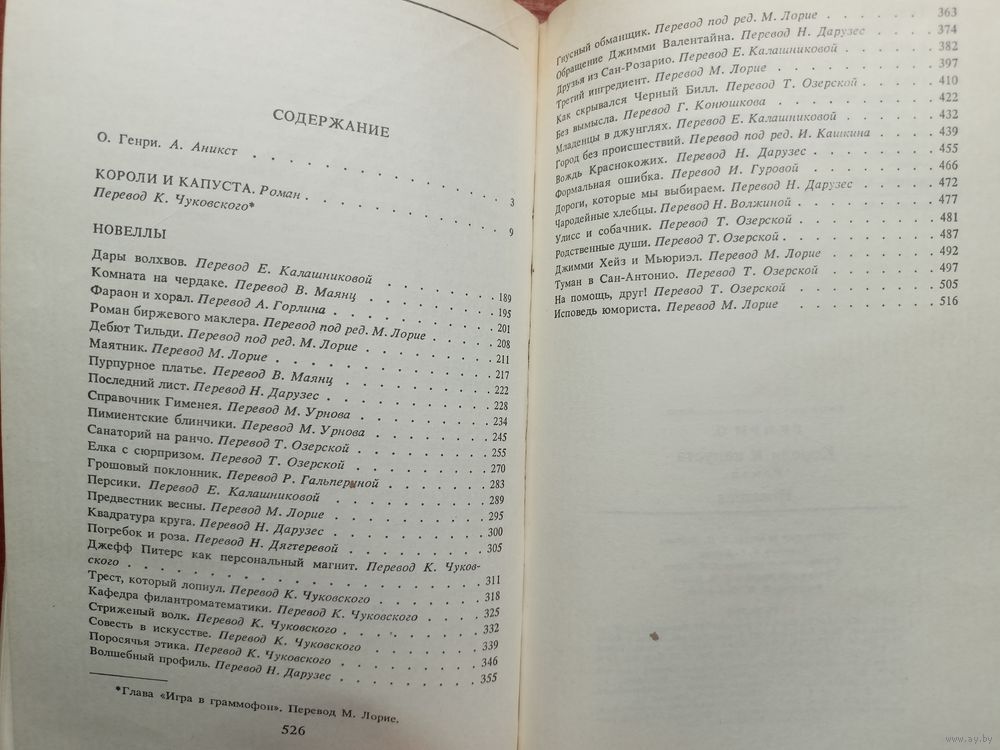 СОДЕРЖАНИЕ
О. Генри. А. Аникст . . . . . . . . . . 3
КОРОЛИ И КАПУСТА. Роман . . . . . . . . . .
Перевод К. Чуковского* 9
НОВЕЛЛЫ
Дары волхвов. Перевод Е. Калашниковой . . . . . . 189
Комната на чердаке. Перевод В. Маянц . . . . . . 195
Фараон и хорал. Перевод А. Горлина . . . . . . 201
Роман биржевого маклера. Перевод под ред. М. Лорие . . . . 208
Дебют Тильди. Перевод под ред. М. Лорие . . . . . . 211
Маятник. Перевод М. Лорие . . . . . . . . . 217
Пурпурное платье. Перевод В. Маянц . . . . . . 222
Последний лист. Перевод Н. Дарузес . . . . . . . 228
Справочник Гименея. Перевод М. Урнова . . . . . . 234
Пимиентские блинчики. Перевод М. Урнова . . . . . . 245
Санаторий на ранчо. Перевод Т. Озерской . . . . . . 255
Елка с сюрпризом. Перевод Т. Озерской . . . . . . 270
Грошовый поклонник. Перевод Р. Гальпериной . . . . . 283
Персики. Перевод Е. Калашниковой . . . . . . . 289
Предвестник весны. Перевод М. Лорие . . . . . . . 295
Квадратура круга. Перевод Н. Дарузес . . . . . . . 300
Погребок и роза. Перевод Н. Дягтеревой . . . . . . 305
Джефф Питерс как персональный магнит. Перевод К. Чуков-
ского . . . . . . . . . . . . . . 311
Трест, который лопнул. Перевод К. Чуковского . . . . . 318
Кафедра филантроматематики. Перевод К. Чуковского . . . . 325
Стриженый волк. Перевод К. Чуковского . . . . . . . 332
Совесть в искусстве. Перевод К. Чуковского . . . . . . 339
Поросячья этика. Перевод К. Чуковского . . . . . . . 346
Волшебный профиль. Перевод Н. Дарузес . . . . . . . 355
*Глава «Игра в граммофон». Перевод М. Лорие.
526
Гнусный обманщик. Перевод под ред. М. Лорие . . . . . . 363
Обращение Джимми Валентайна. Перевод Н. Дарузес . . . . 374
Друзья из Сан-Розарио. Перевод Е. Калашниковой . . . . . 382
Третий ингредиент. Перевод М. Лорие . . . . . . . . 397
Как скрывался Черный Билл. Перевод Т. Озерской . . . . . 410
Без вымысла. Перевод Г. Конюшкова . . . . . . . . 422
Младенцы в джунглях. Перевод Е. Калашниковой . . . . . 432
Город без происшествий. Перевод под ред. И. Кашкина . . . . 439
Вождь Краснокожих. Перевод Н. Дарузес . . . . . . . 455
Формальная ошибка. Перевод И. Гуровой . . . . . . . 466
Дороги, которые мы выбираем. Перевод Н. Дарузес . . . . . 472
Чародейные хлебцы. Перевод Н. Волжиной . . . . . . . 477
Улисс и собачник. Перевод Т. Озерской . . . . . . . 481
Родственные души. Перевод Т. Озерской . . . . . . . 487
Джимми Хейз и Мьюриэл. Перевод М. Лорие . . . . . . 492
Туман в Сан-Антонио. Перевод Т. Озерской . . . . . . 497
На помощь, друг! Перевод Т. Озерской . . . . . . . 505
Исповедь юмориста. Перевод М. Лорие . . . . . . . 516
www.ay.by